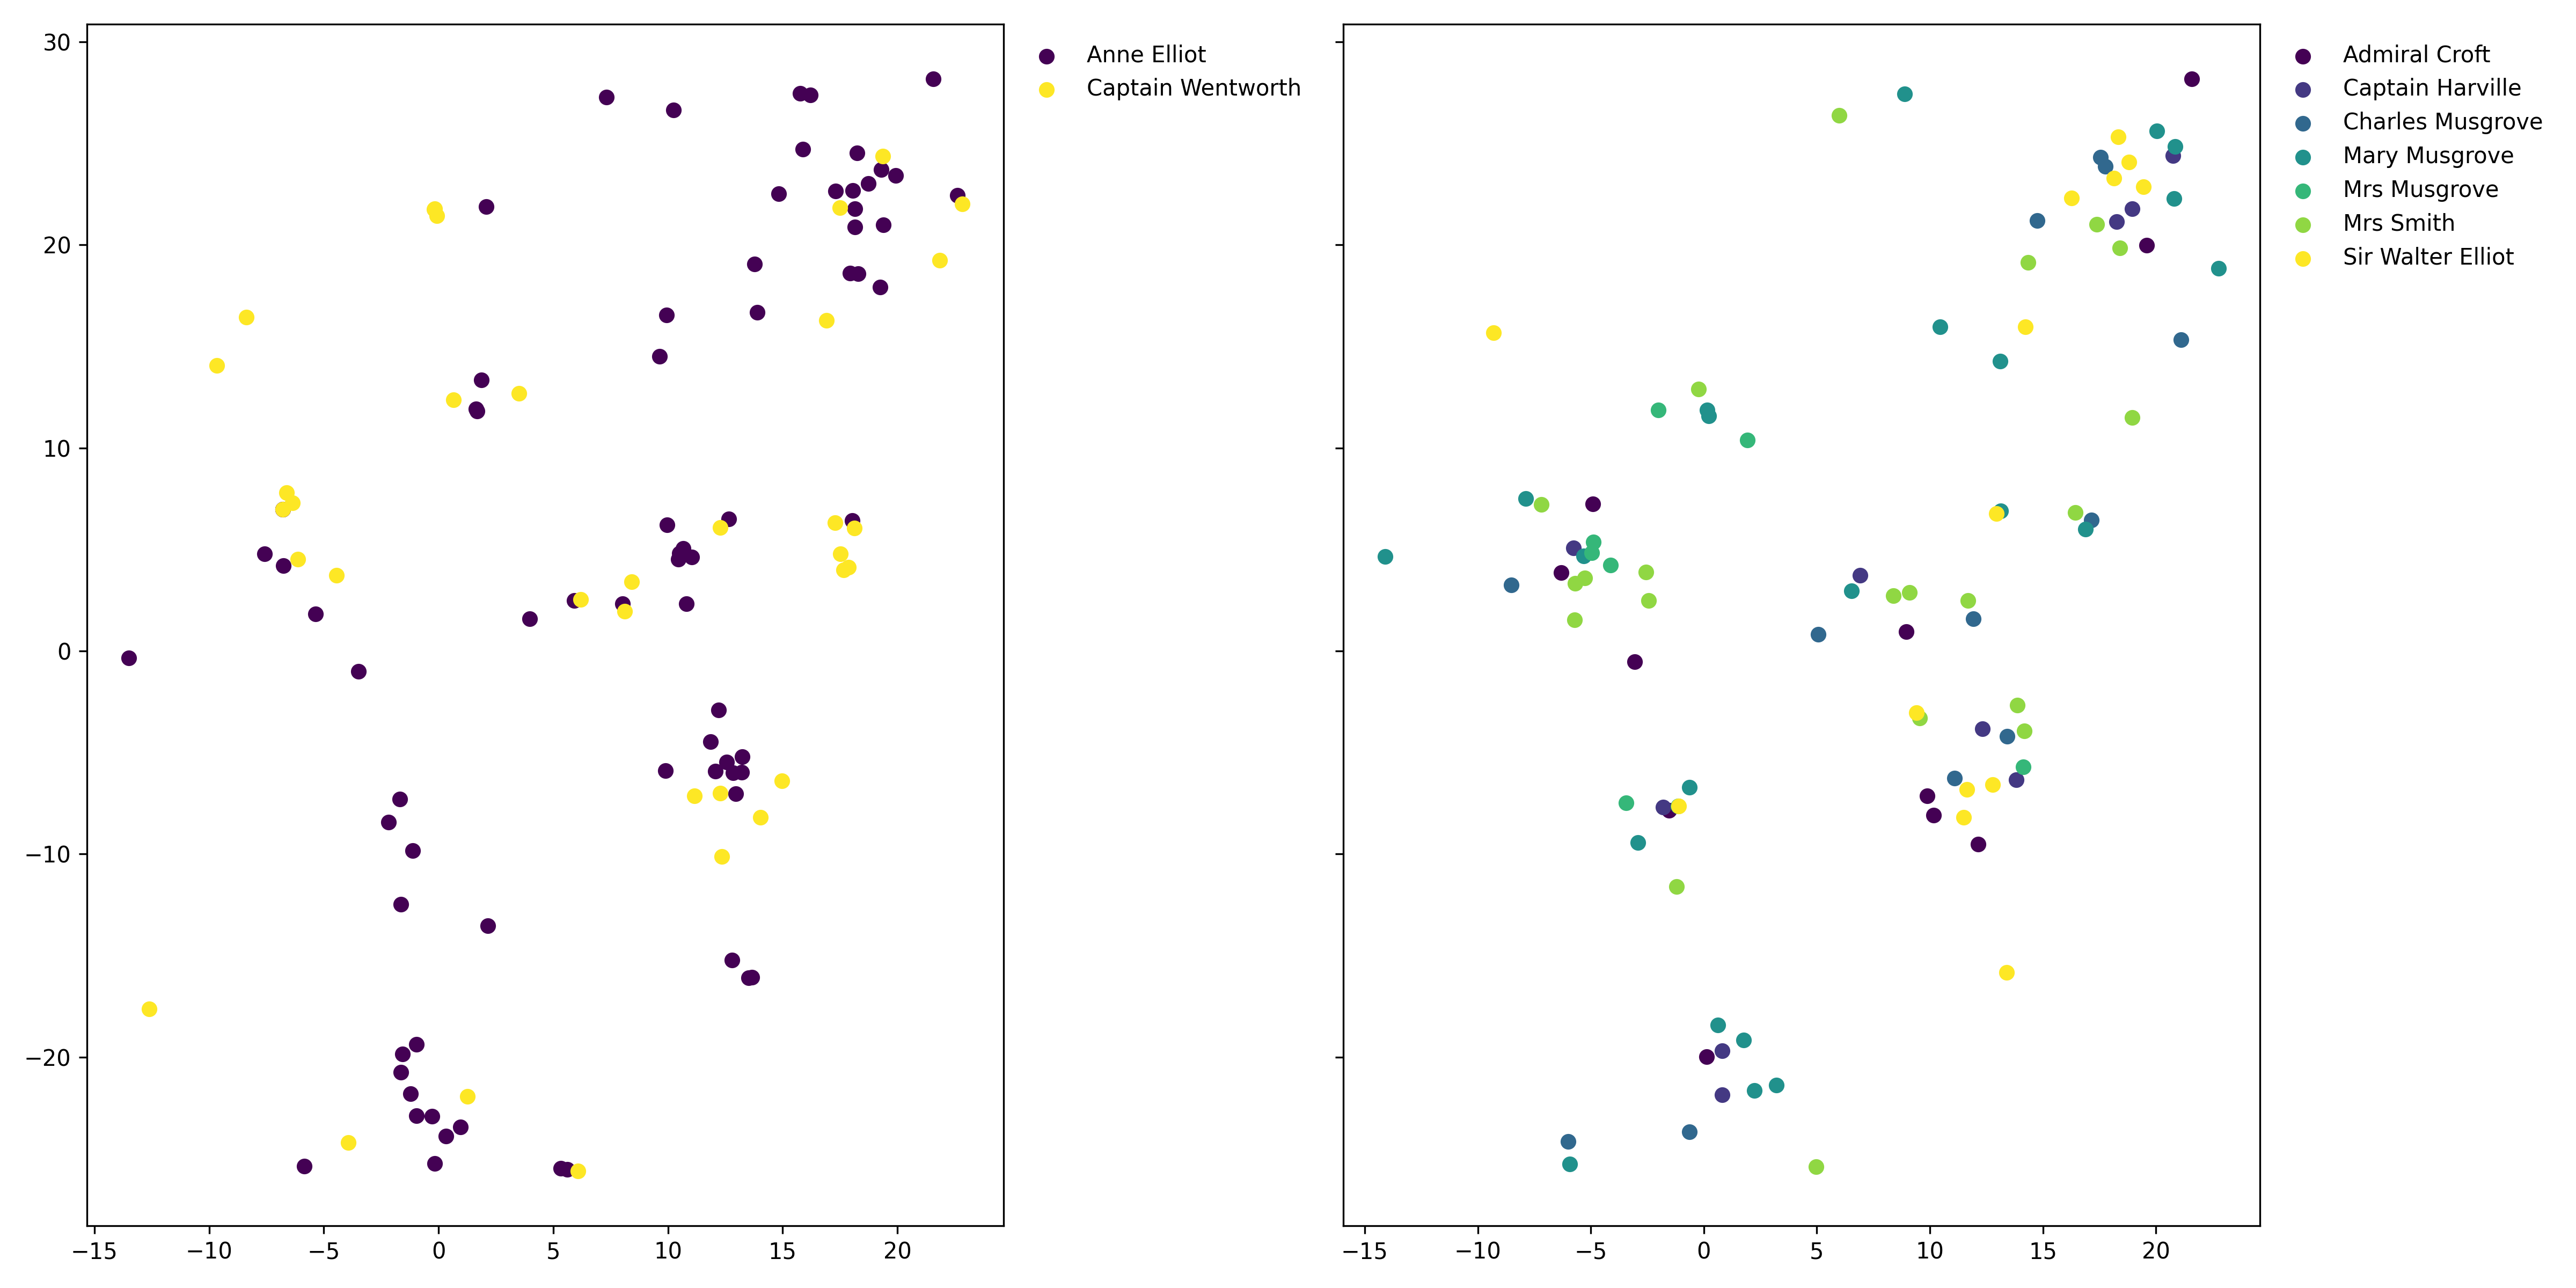 30
20
10
0
−10
−20
−15 −10 −5 0 5 10 15 20
Anne Elliot
Captain Wentworth
−15 −10 −5 0 5 10 15 20
Admiral Croft
Captain Harville
Charles Musgrove
Mary Musgrove
Mrs Musgrove
Mrs Smith
Sir Walter Elliot